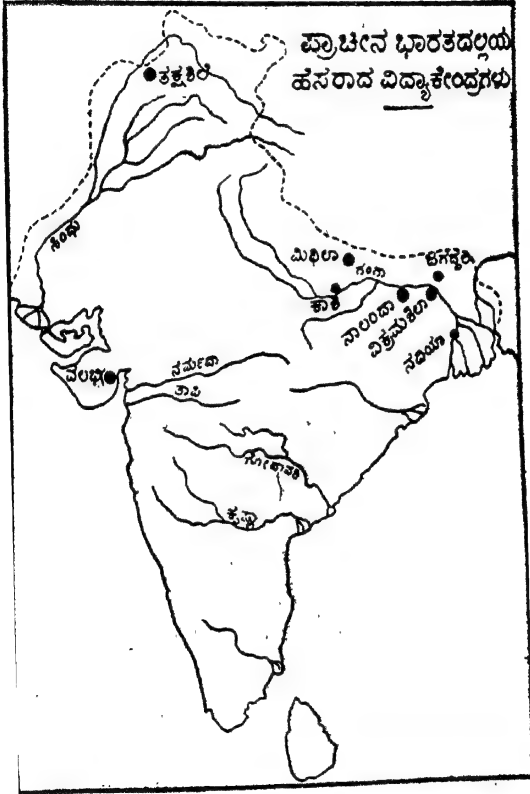 ಪ್ರಾಚೀನ ಭಾರತದಲ್ಲಿಯ
ಹೆಸರಾದ ವಿದ್ಯಾಕೇಂದ್ರಗಳು
ತಕ್ಷಶಿಲೆ
ಸಿಂಧು
ಮಿಥಿಲಾ
ಗಂಗಾ
ಕಾಶಿ
ನಾಲಂದಾ
ವಿಕ್ರಮಶಿಲಾ
ನದಿಯಾ
ವಲಭಿ
ನರ್ಮದಾ
ತಾಪಿ
ಗೋದಾವರಿ
ಕೃಷ್ಣಾ